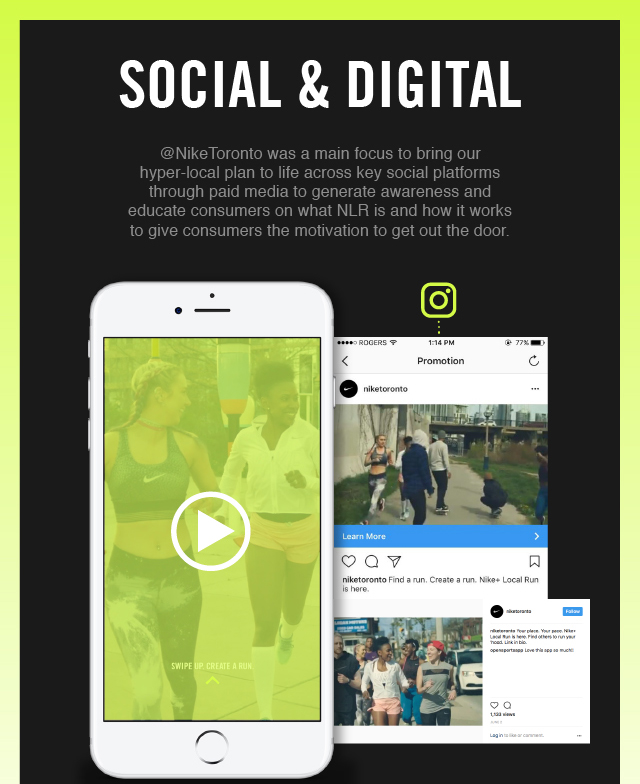 SOCIAL & DIGITAL
@NikeToronto was a main focus to bring our
hyper-local plan to life across key social platforms
through paid media to generate awareness and
educate consumers on what NLR is and how it works
to give consumers the motivation to get out the door.
ROGERS 1:14 PM 77%
Promotion
niketoronto
Learn More
niketoronto Find a run. Create a run. Nike+ Local Run
is here.
SWIPE UP. CREATE A RUN.
niketoronto Follow
niketoronto Your place. Your pace. Nike+
Local Run is here. Find others to run your
'hood. Link in bio.
opensportsapp Love this app so much!!
1,133 views
Log in to like or comment.